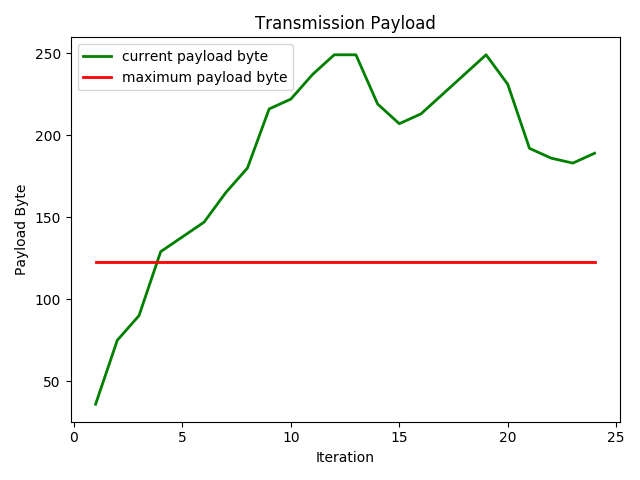 Transmission Payload
current payload byte
maximum payload byte
Payload Byte
250
200
150
100
50
0
5
10
15
20
25
Iteration